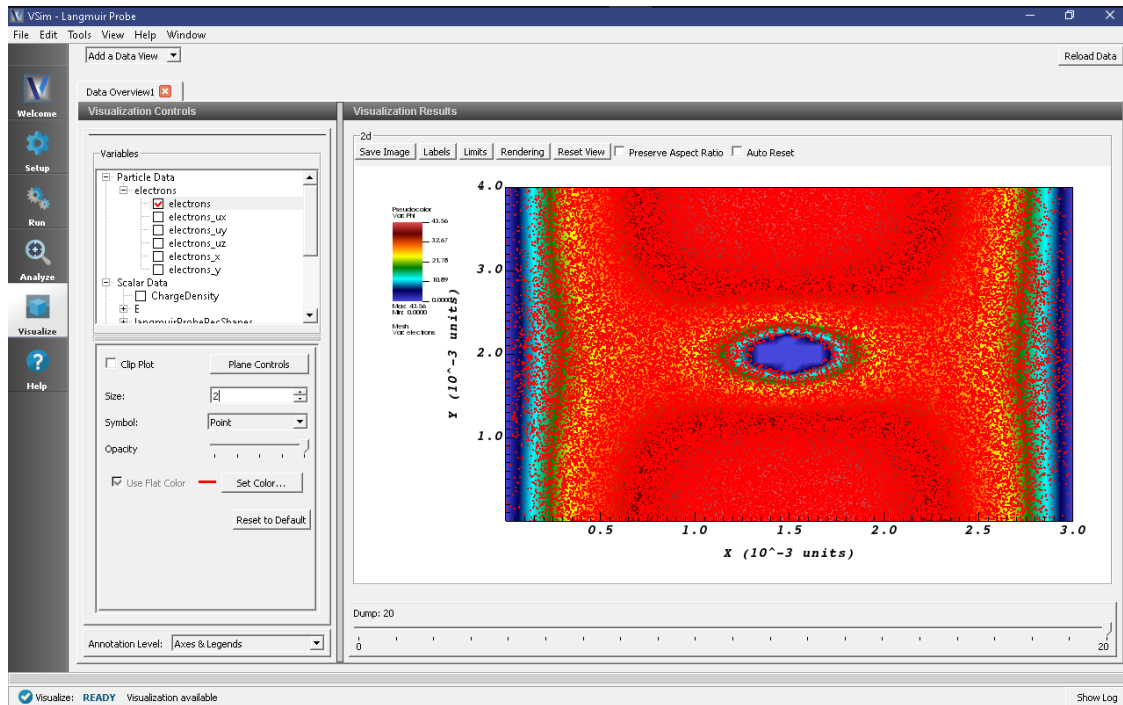 VSim - Langmuir Probe
File Edit Tools View Help Window
Add a Data View
Reload Data
Data Overview1
Welcome
Setup
Run
Analyze
Visualize
Help
Visualization Controls
Variables
Particle Data
electrons
electrons
electrons_ux
electrons_uy
electrons_uz
electrons_x
electrons_y
Scalar Data
ChargeDensity
E
langmuirProbeRecShapes
Clip Plot
Plane Controls
Size:
2
Symbol:
Point
Opacity
Use Flat Color
Set Color...
Reset to Default
Annotation Level:
Axes & Legends
Visualization Results
2d
Save Image Labels Limits Rendering Reset View Preserve Aspect Ratio Auto Reset
Pseudocolor
Var: Phi
43.56
32.67
21.78
10.89
0.0000
Max: 43.56
Min: 0.0000
Mesh
Var: electrons
Y (10^-3 units)
4.0
3.0
2.0
1.0
0.5 1.0 1.5 2.0 2.5 3.0
X (10^-3 units)
Dump: 20
0 20
Visualize: READY Visualization available
Show Log